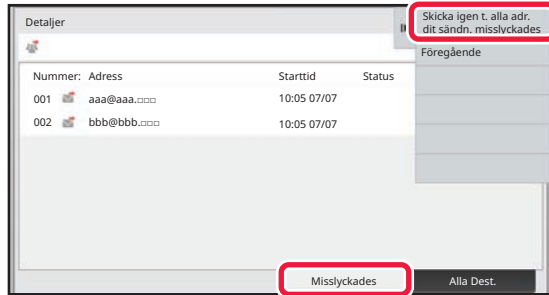 Detaljer
Skicka igen t. alla adr.
dit sändn. misslyckades
Föregående
Nummer: Adress Starttid Status
001 aaa@aaa.□□□ 10:05 07/07
002 bbb@bbb.□□□ 10:05 07/07
Misslyckades Alla Dest.